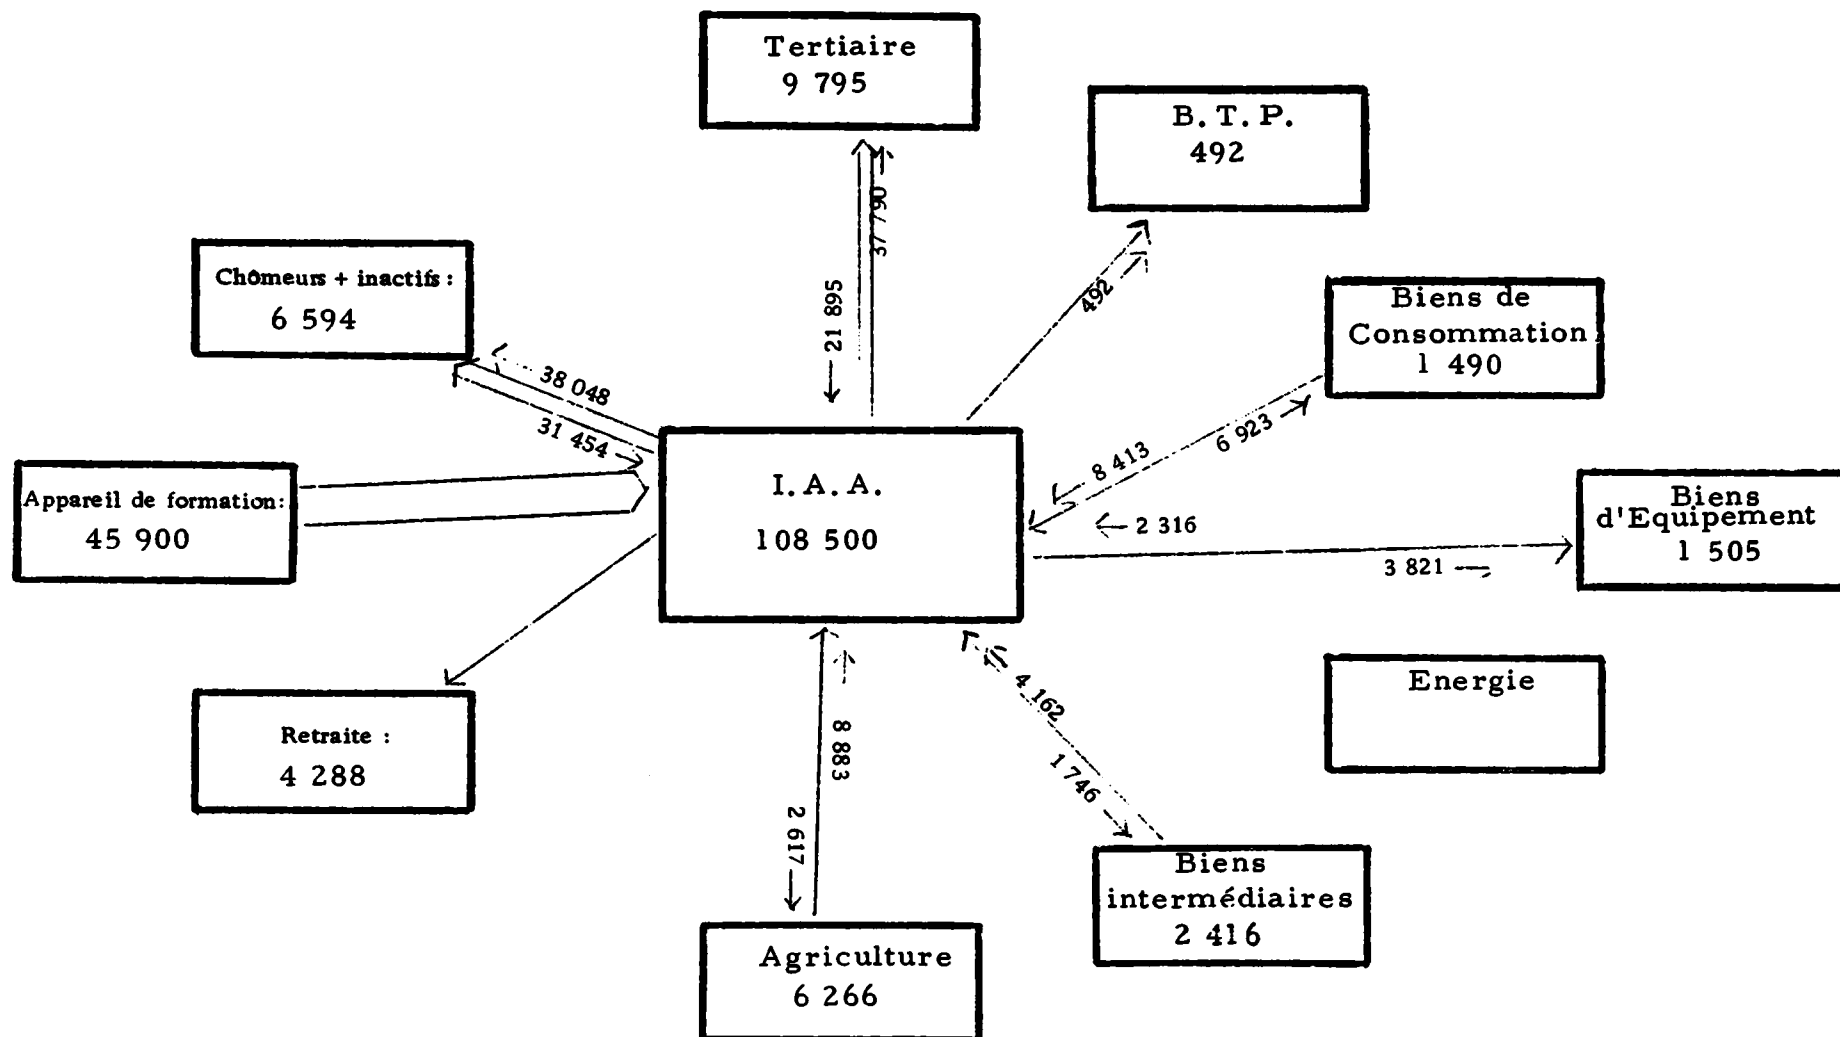 Tertiaire
9 795
B. T. P.
492
37 790
492
Chômeurs + inactifs :
6 594
21 895
Biens de
Consommation
1 490
38 048
31 454
8 413
6 923
Appareil de formation:
45 900
I. A. A.
108 500
2 316
3 821
Biens
d'Equipement
1 505
Energie
4 162
1 746
Retraite :
4 288
8 883
2 617
Biens
intermédiaires
2 416
Agriculture
6 266